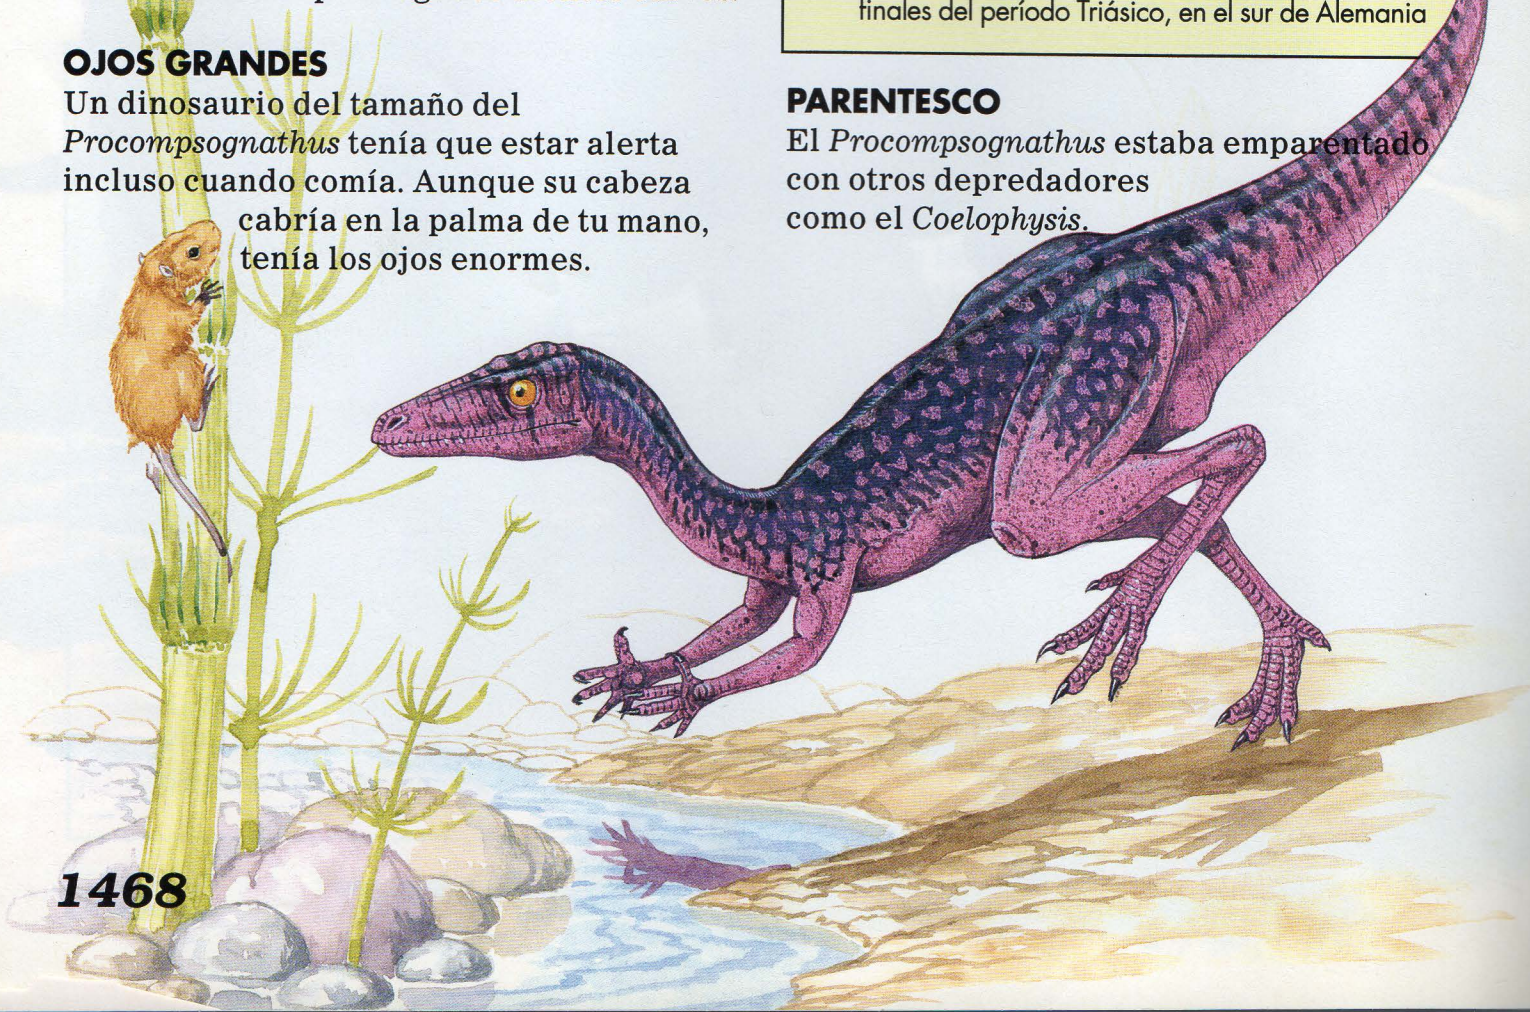 finales del período Triásico, en el sur de Alemania
OJOS GRANDES
Un dinosaurio del tamaño del
Procompsognathus tenía que estar alerta
incluso cuando comía. Aunque su cabeza
cabría en la palma de tu mano,
tenía los ojos enormes.
PARENTESCO
El Procompsognathus estaba emparentado
con otros depredadores
como el Coelophysis.
1468